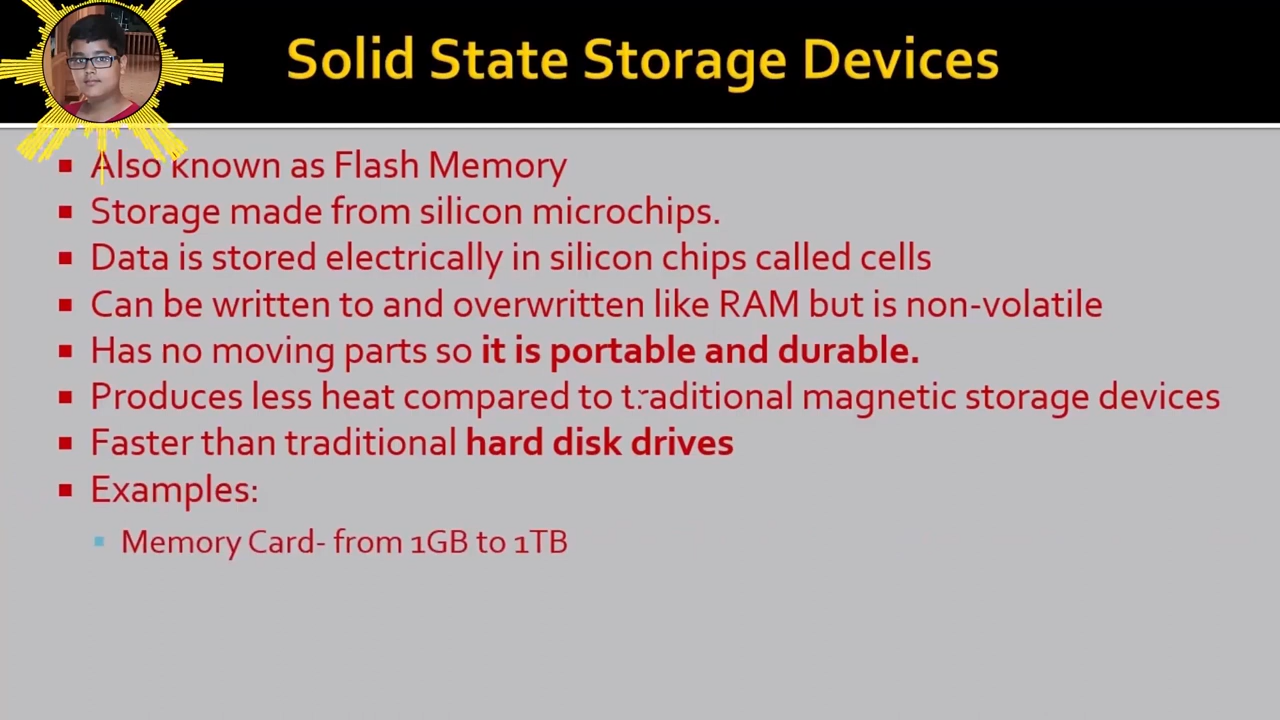 Solid State Storage Devices
Also known as Flash Memory
Storage made from silicon microchips.
Data is stored electrically in silicon chips called cells
Can be written to and overwritten like RAM but is non-volatile
Has no moving parts so it is portable and durable.
Produces less heat compared to traditional magnetic storage devices
Faster than traditional hard disk drives
Examples:
Memory Card- from 1GB to 1TB